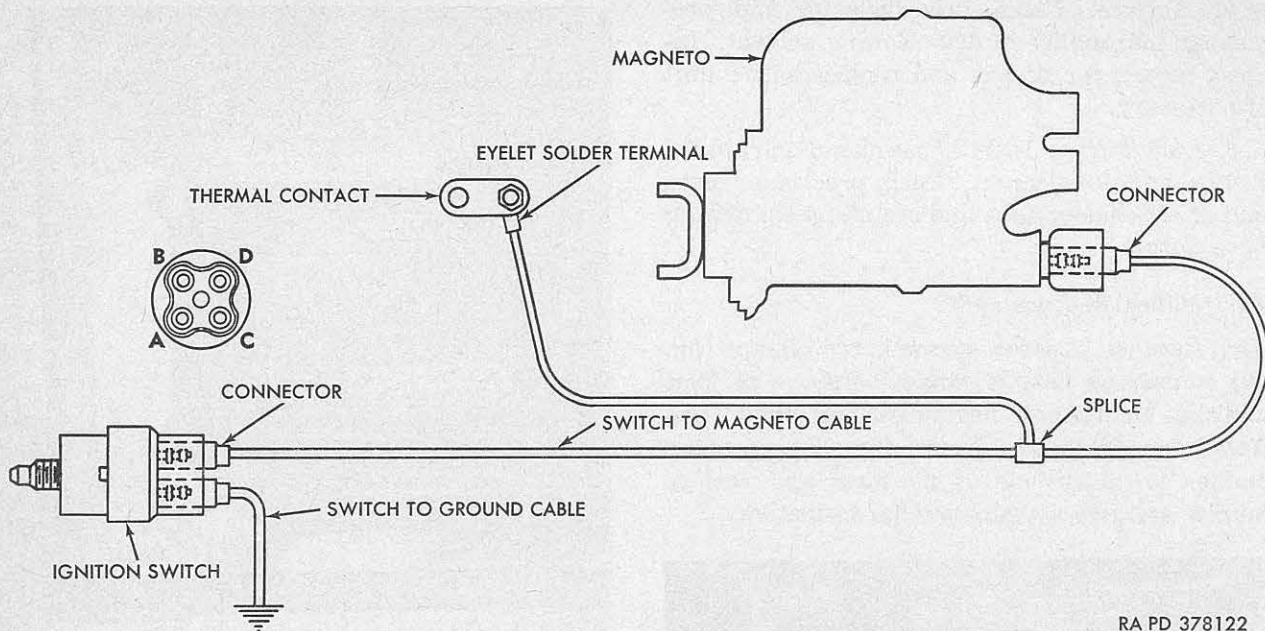 MAGNETO
EYELET SOLDER TERMINAL
THERMAL CONTACT
CONNECTOR
B D
A C
CONNECTOR
SWITCH TO MAGNETO CABLE
SPLICE
SWITCH TO GROUND CABLE
IGNITION SWITCH
RA PD 378122